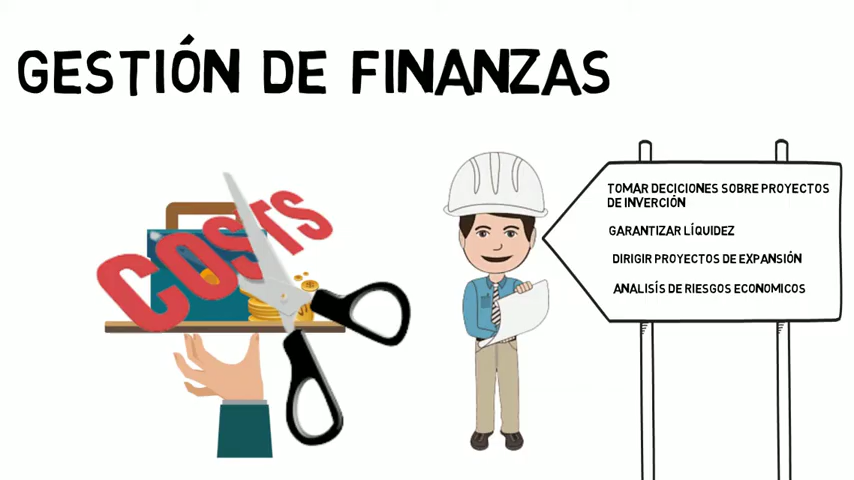 GESTIÓN DE FINANZAS
COSTS
TOMAR DECICIONES SOBRE PROYECTOS
DE INVERCIÓN
GARANTIZAR LÍQUIDEZ
DIRIGIR PROYECTOS DE EXPANSIÓN
ANALISÍS DE RIESGOS ECONOMICOS